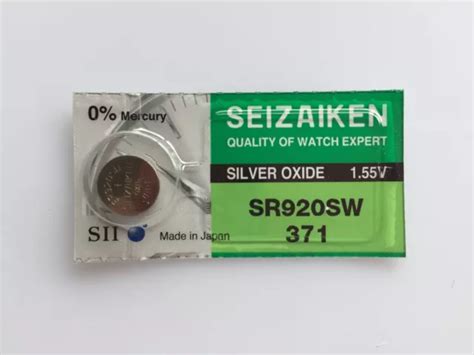 0% Mercury
SEIZAIKEN
QUALITY OF WATCH EXPERT
SILVER OXIDE 1.55V
SR920SW
371
SII
Made in Japan